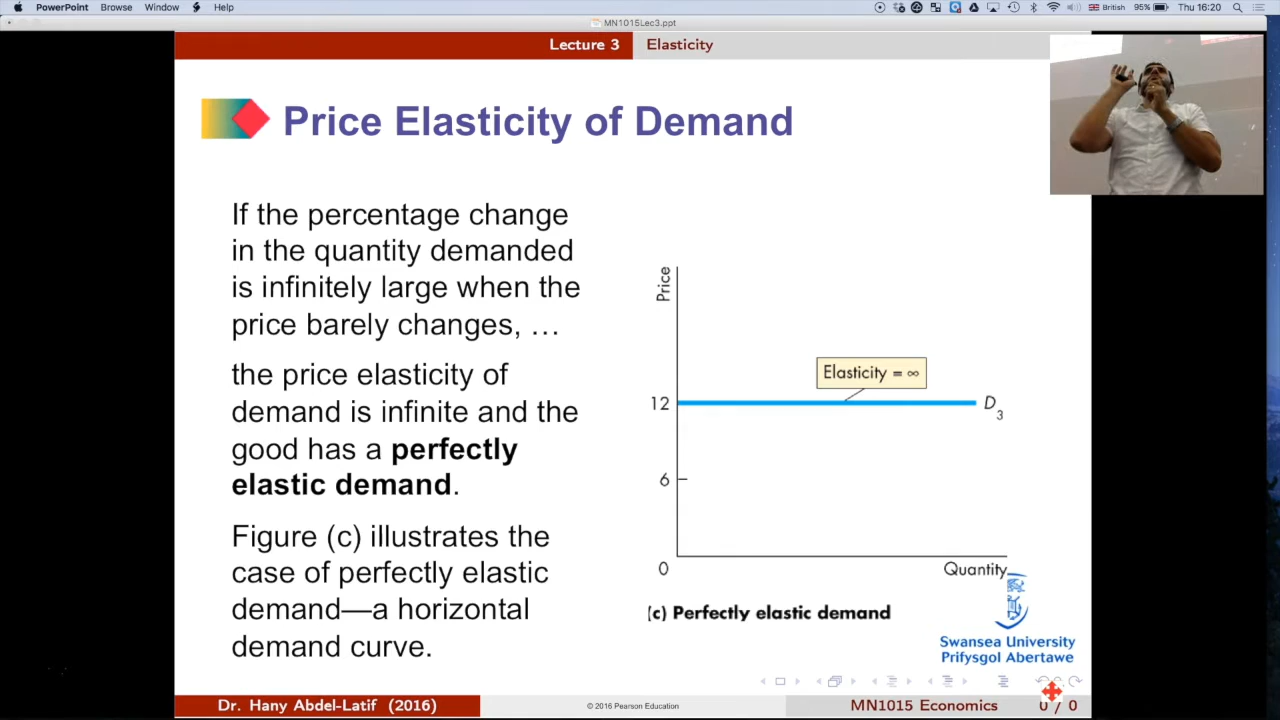 PowerPoint Browse Window Help
British 95% Thu 16:20
MN1015Lec3.ppt
Lecture 3 Elasticity
Price Elasticity of Demand
If the percentage change
in the quantity demanded
is infinitely large when the
price barely changes, …
the price elasticity of
demand is infinite and the
good has a perfectly
elastic demand.
Figure (c) illustrates the
case of perfectly elastic
demand—a horizontal
demand curve.
Price
Elasticity = ∞
12
D3
6
0
Quantity
(c) Perfectly elastic demand
Swansea University
Prifysgol Abertawe
Dr. Hany Abdel-Latif (2016)
© 2016 Pearson Education
MN1015 Economics
0 / 0